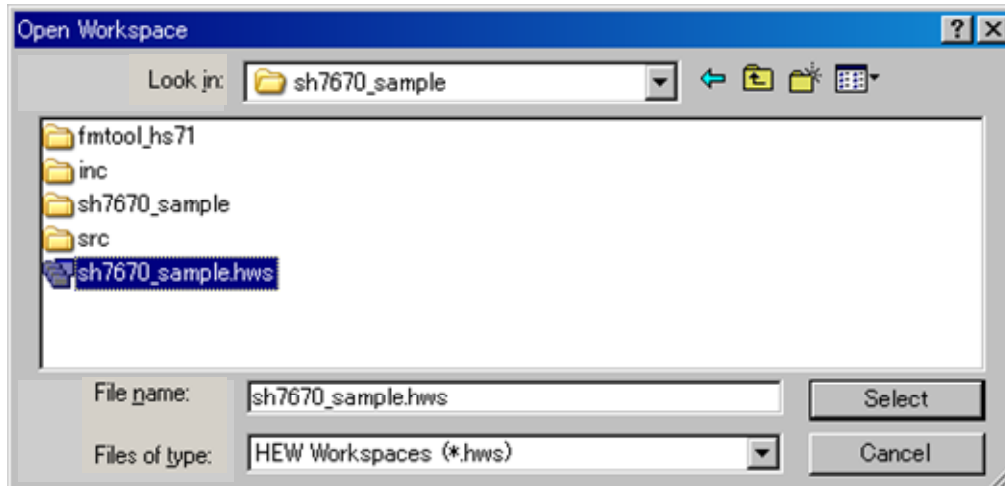 Open Workspace
Look in: sh7670_sample
fmtool_hs71
inc
sh7670_sample
src
sh7670_sample.hws
File name: sh7670_sample.hws Select
Files of type: HEW Workspaces (*.hws) Cancel